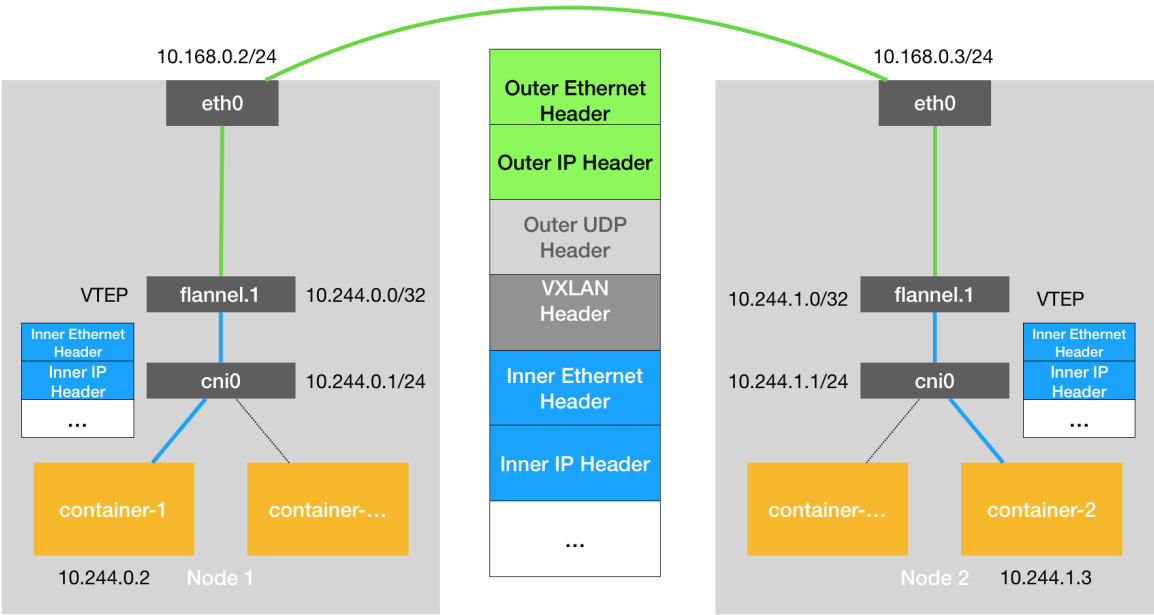 10.168.0.2/24
eth0
VTEP
flannel.1
10.244.0.0/32
Inner Ethernet
Header
Inner IP
Header
...
cni0
10.244.0.1/24
container-1
container-...
10.244.0.2
Node 1
Outer Ethernet
Header
Outer IP Header
Outer UDP
Header
VXLAN
Header
Inner Ethernet
Header
Inner IP Header
...
10.168.0.3/24
eth0
10.244.1.0/32
flannel.1
VTEP
10.244.1.1/24
cni0
Inner Ethernet
Header
Inner IP
Header
...
container-...
container-2
Node 2
10.244.1.3